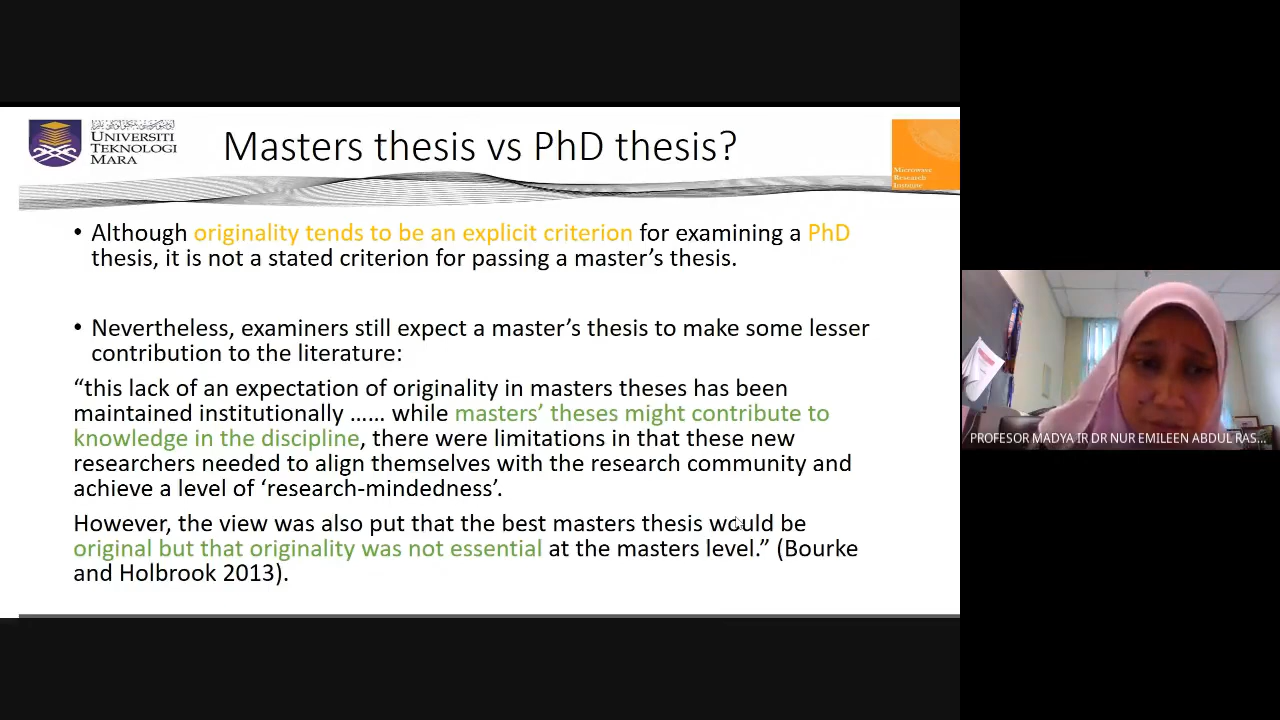 UNIVERSITI
TEKNOLOGI
MARA
Masters thesis vs PhD thesis?
Microwave
Research
Institute
• Although originality tends to be an explicit criterion for examining a PhD
thesis, it is not a stated criterion for passing a master’s thesis.
• Nevertheless, examiners still expect a master’s thesis to make some lesser
contribution to the literature:
“this lack of an expectation of originality in masters theses has been
maintained institutionally …… while masters’ theses might contribute to
knowledge in the discipline, there were limitations in that these new
researchers needed to align themselves with the research community and
achieve a level of ‘research-mindedness’.
However, the view was also put that the best masters thesis would be
original but that originality was not essential at the masters level.” (Bourke
and Holbrook 2013).
PROFESOR MADYA IR DR NUR EMILEEN ABDUL RAS...